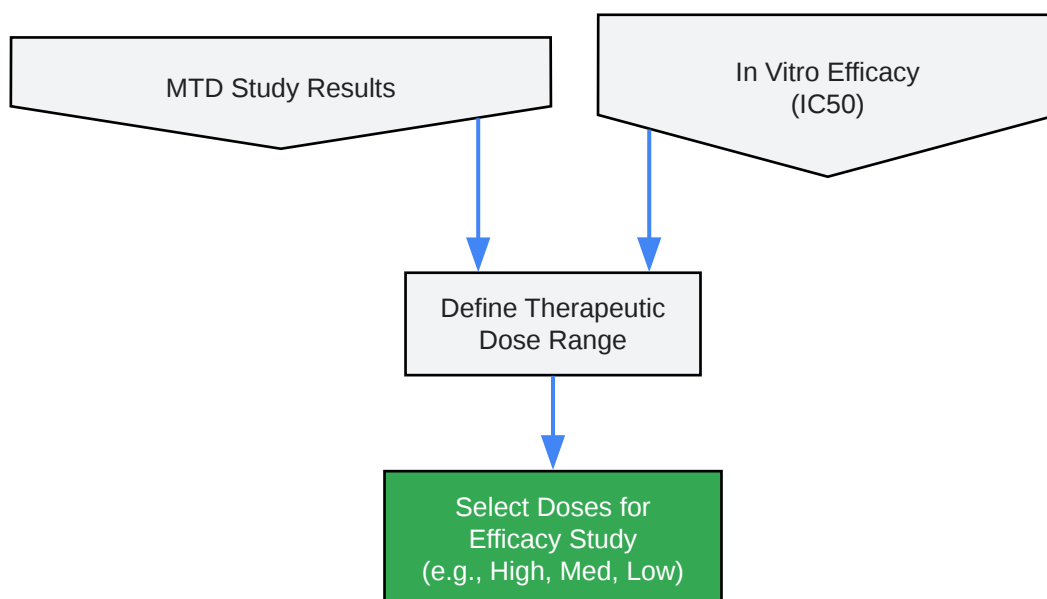 MTD Study Results
In Vitro Efficacy
(IC50)
Define Therapeutic
Dose Range
Select Doses for
Efficacy Study
(e.g., High, Med, Low)